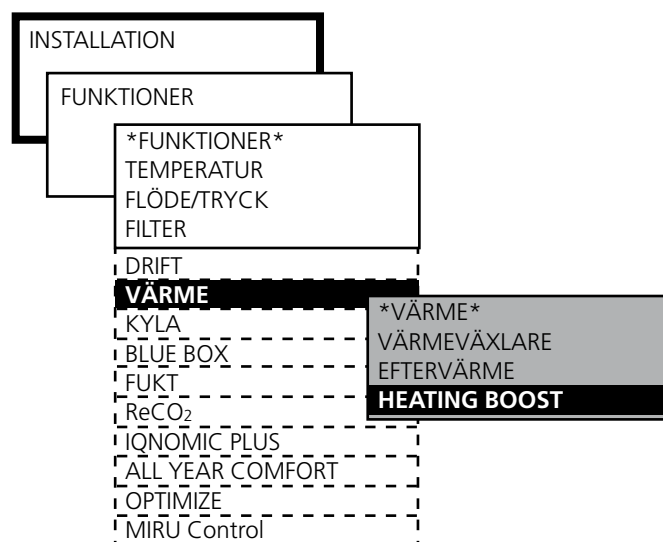 INSTALLATION
FUNKTIONER
*FUNKTIONER*
TEMPERATUR
FLÖDE/TRYCK
FILTER
DRIFT
VÄRME
KYLA
BLUE BOX
FUKT
ReCO₂
IQNOMIC PLUS
ALL YEAR COMFORT
OPTIMIZE
MIRU Control
*VÄRME*
VÄRMEVÄXLARE
EFTERVÄRME
HEATING BOOST